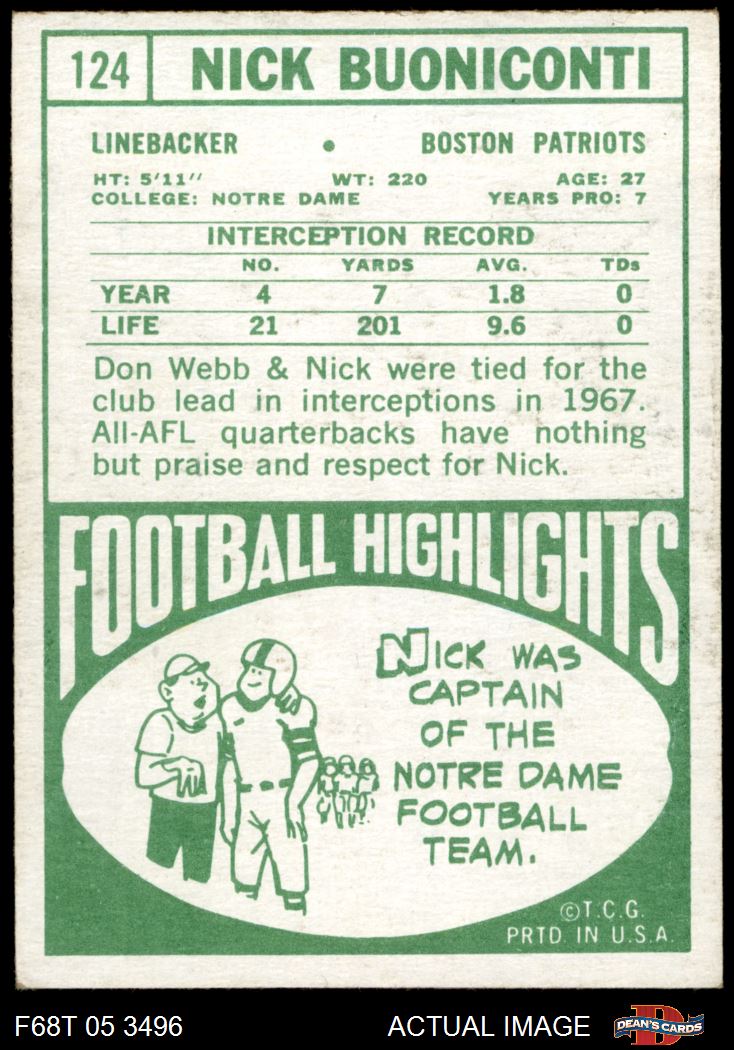 124 NICK BUONICONTI
LINEBACKER • BOSTON PATRIOTS
HT: 5'11" WT: 220 AGE: 27
COLLEGE: NOTRE DAME YEARS PRO: 7
INTERCEPTION RECORD
NO. YARDS AVG. TDs
YEAR 4 7 1.8 0
LIFE 21 201 9.6 0
Don Webb & Nick were tied for the
club lead in interceptions in 1967.
All-AFL quarterbacks have nothing
but praise and respect for Nick.
FOOTBALL HIGHLIGHTS
NICK WAS
CAPTAIN
OF THE
NOTRE DAME
FOOTBALL
TEAM.
©T.C.G.
PRTD. IN U.S.A.
F68T 05 3496 ACTUAL IMAGE D DEAN'S CARDS